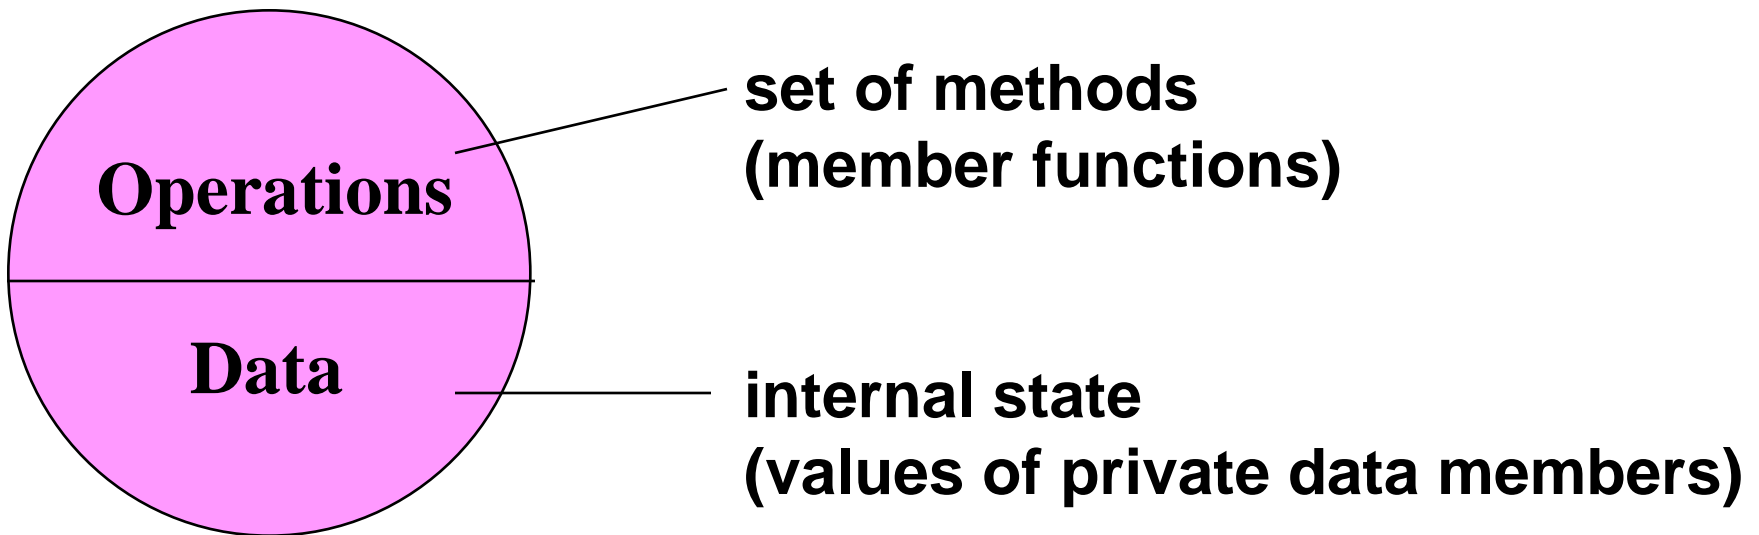 set of methods
(member functions)
Operations
Data
internal state
(values of private data members)